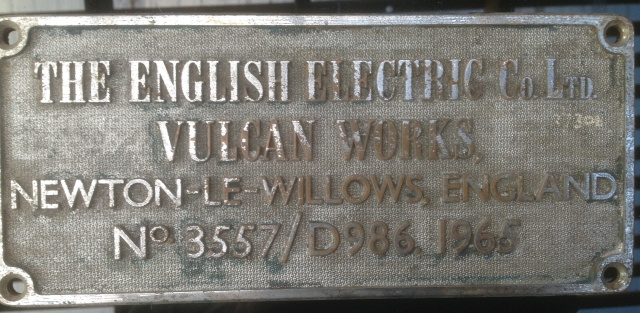 THE ENGLISH ELECTRIC CO. LTD.
VULCAN WORKS,
NEWTON-LE-WILLOWS, ENGLAND.
No. 3557/D986. 1965